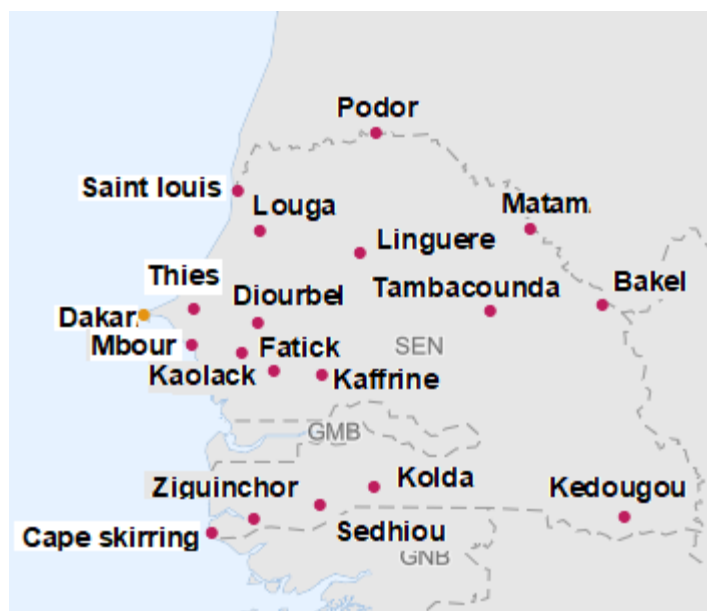 Podor
Saint louis
Louga
Matam
Linguere
Thies
Diourbel
Tambacounda
Bakel
Dakar
Mbour
Fatick
SEN
Kaolack
Kaffrine
GMB
Ziguinchor
Kolda
Kedougou
Cape skirring
Sedhiou
GNB